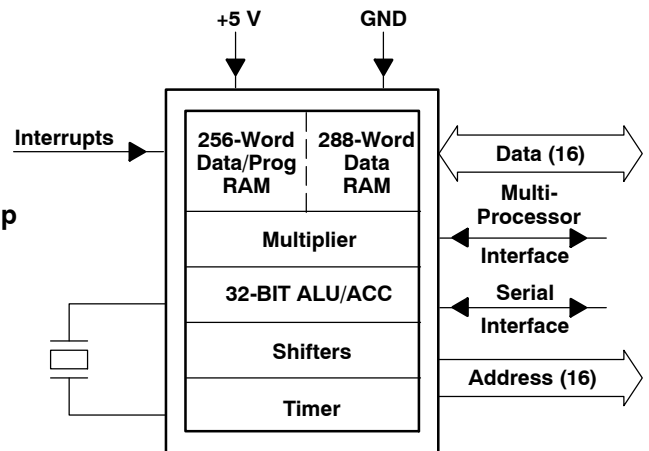 +5 V
GND
Interrupts
256-Word
Data/Prog
RAM
288-Word
Data
RAM
Data (16)
Multi-
Processor
Interface
p
Multiplier
32-BIT ALU/ACC
Serial
Interface
Shifters
Address (16)
Timer